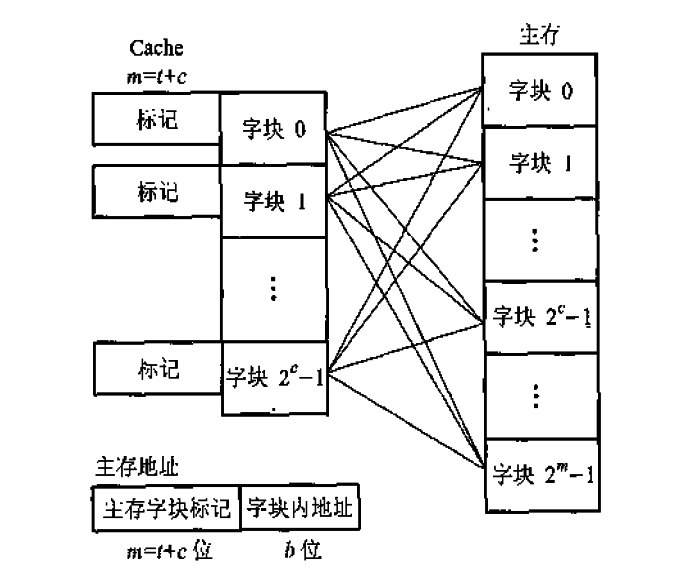 Cache
m=t+c
标记
字块 0
标记
字块 1
⋮
标记
字块 2^c-1
主存
字块 0
字块 1
⋮
字块 2^c-1
⋮
字块 2^m-1
主存地址
主存字块标记 字块内地址
m=t+c 位 b 位